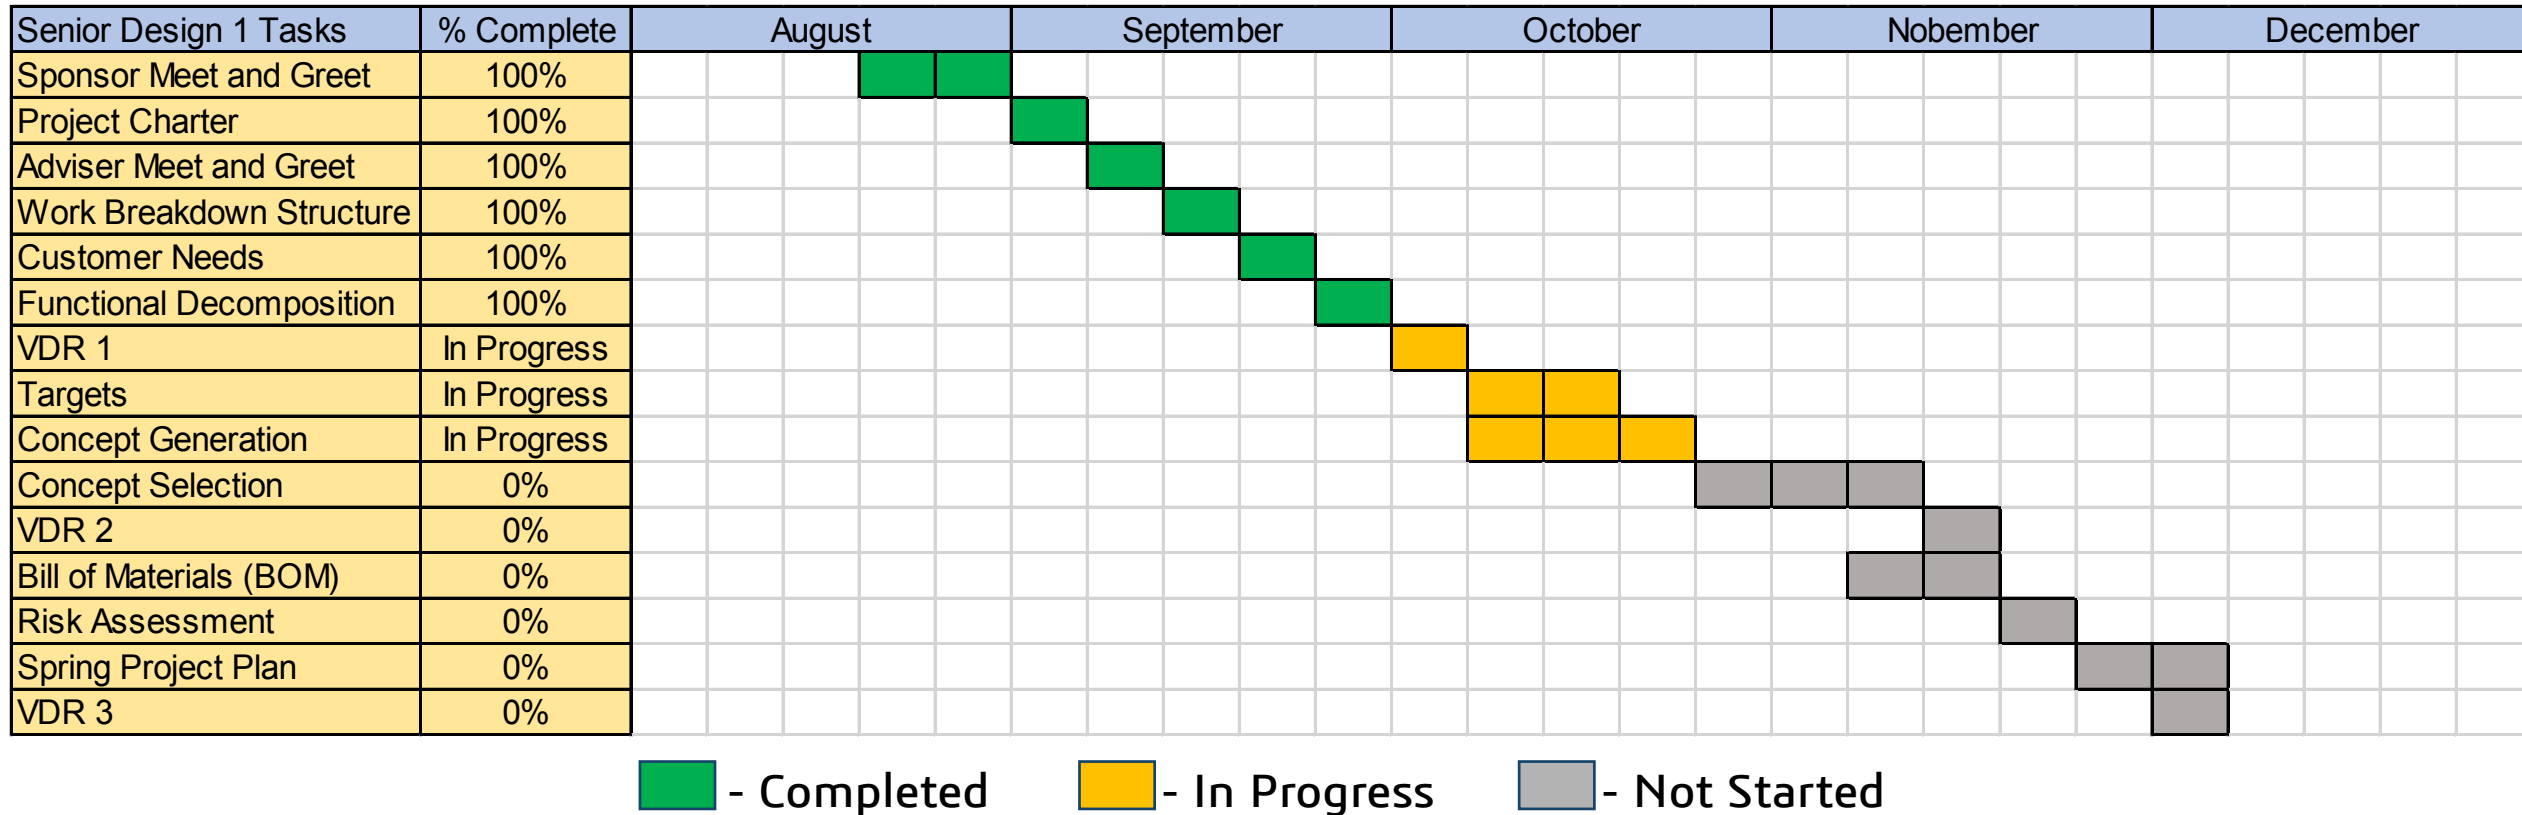 Senior Design 1 Tasks % Complete August September October Nobember December
Sponsor Meet and Greet 100%
Project Charter 100%
Adviser Meet and Greet 100%
Work Breakdown Structure 100%
Customer Needs 100%
Functional Decomposition 100%
VDR 1 In Progress
Targets In Progress
Concept Generation In Progress
Concept Selection 0%
VDR 2 0%
Bill of Materials (BOM) 0%
Risk Assessment 0%
Spring Project Plan 0%
VDR 3 0%
- Completed - In Progress - Not Started